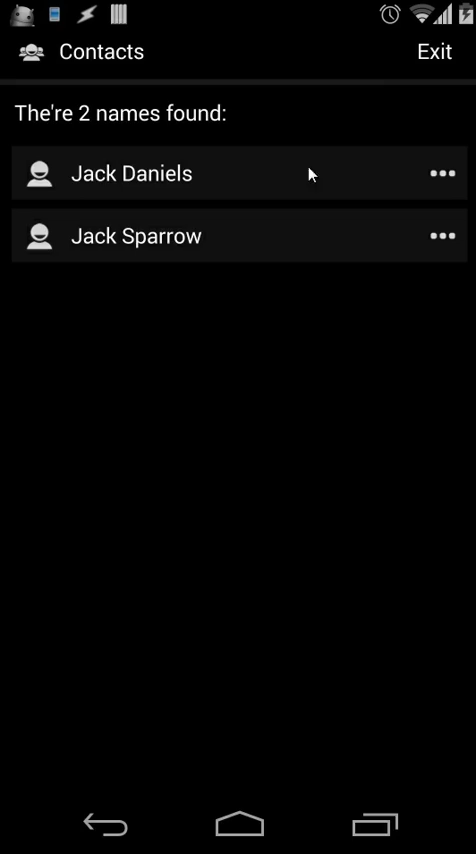 Contacts
Exit
The're 2 names found:
Jack Daniels
Jack Sparrow